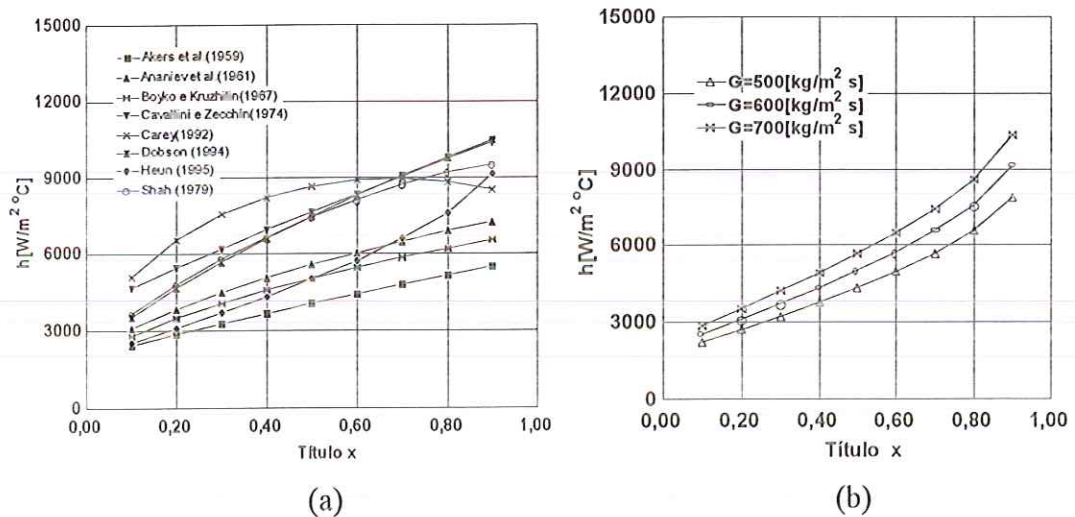 15000
12000
9000
6000
3000
0
h[W/m² ºC]
Akers et al (1959)
Ananiev et al (1961)
Boyko e Kruzhilin (1967)
Cavallini e Zecchin (1974)
Carey (1992)
Dobson (1994)
Heun (1995)
Shah (1979)
0,00 0,20 0,40 0,60 0,80 1,00
Título x
(a)
15000
12000
9000
6000
3000
0
h[W/m² ºC]
G=500[kg/m² s]
G=600[kg/m² s]
G=700[kg/m² s]
0,00 0,20 0,40 0,60 0,80 1,00
Título x
(b)